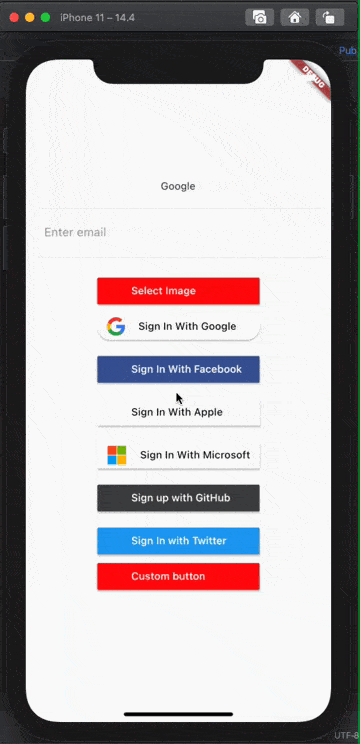 iPhone 11 – 14.4
Pub
DEBUG
Google
Enter email
Select Image
Sign In With Google
Sign In With Facebook
Sign In With Apple
Sign In With Microsoft
Sign up with GitHub
Sign In with Twitter
Custom button
UTF-8